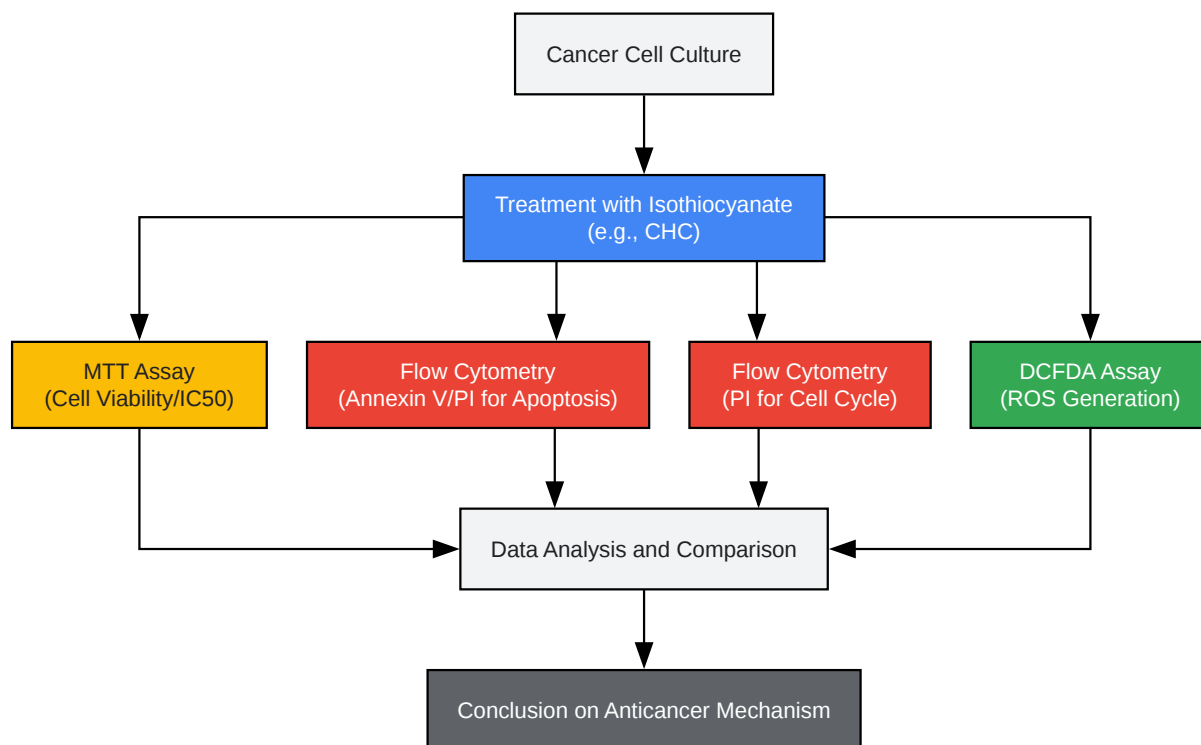 Cancer Cell Culture
Treatment with Isothiocyanate
(e.g., CHC)
MTT Assay
(Cell Viability/IC50)
Flow Cytometry
(Annexin V/PI for Apoptosis)
Flow Cytometry
(PI for Cell Cycle)
DCFDA Assay
(ROS Generation)
Data Analysis and Comparison
Conclusion on Anticancer Mechanism